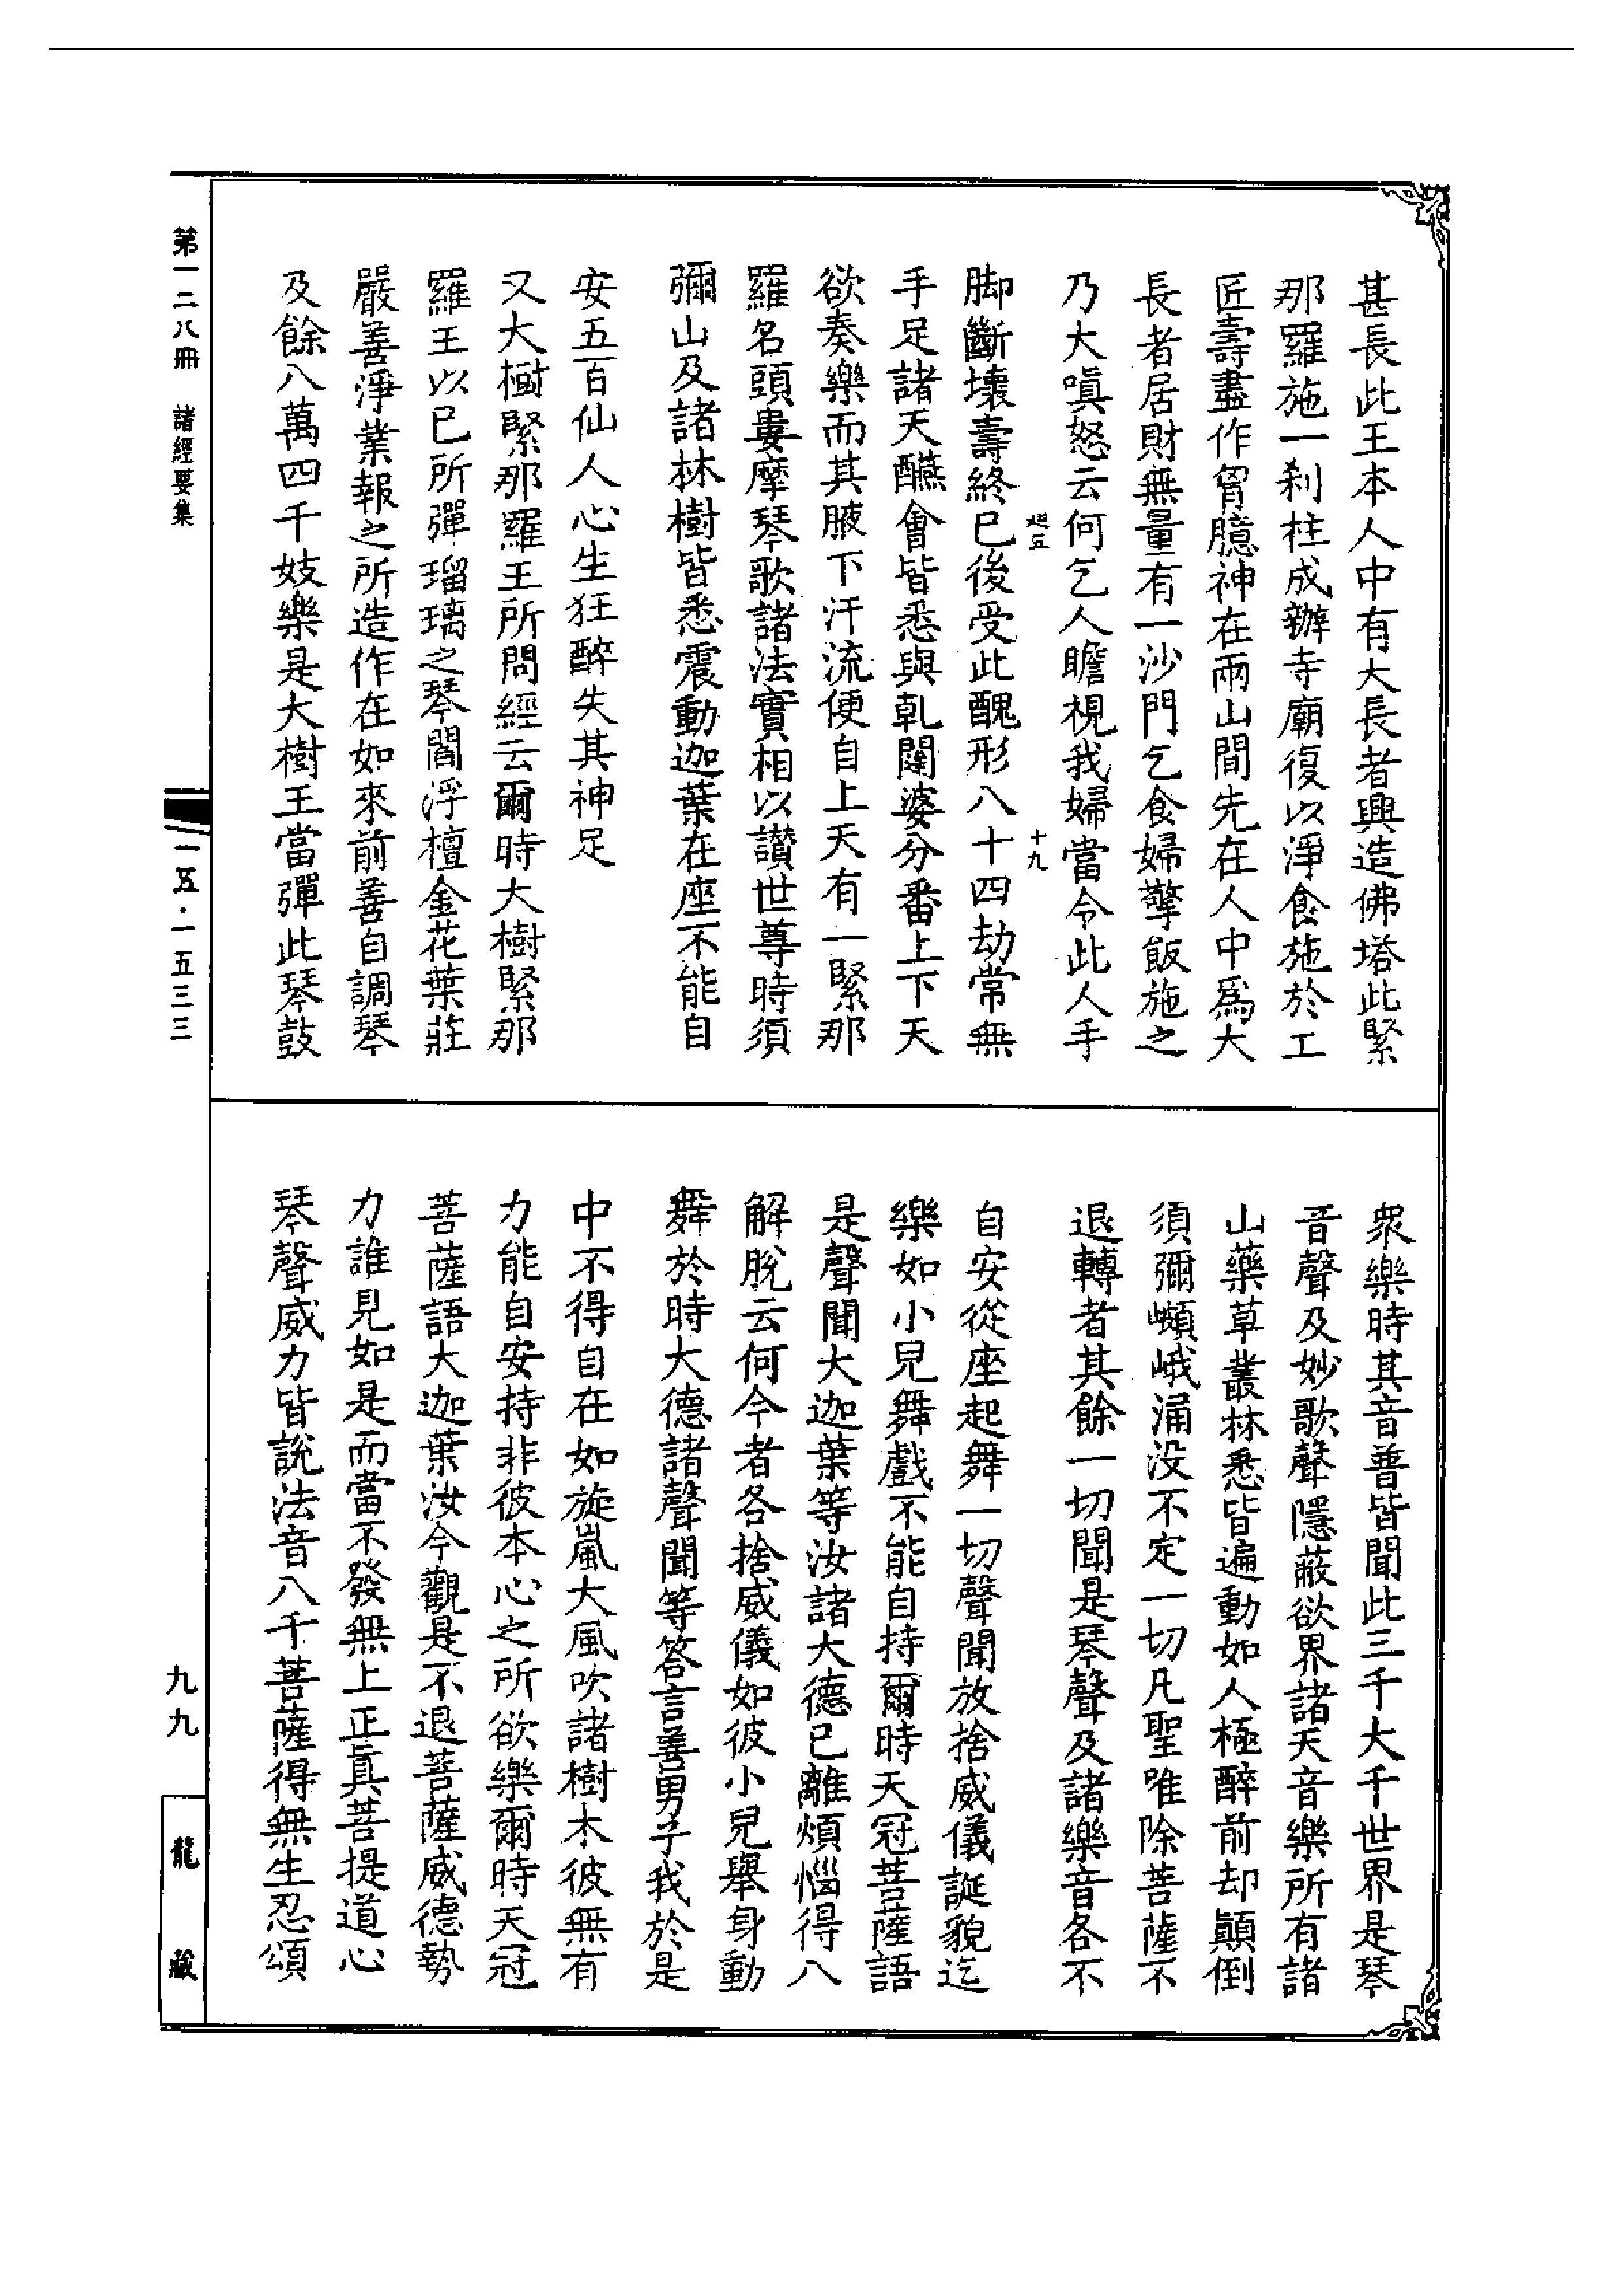 甚長此王本人中有大長者興造佛塔此緊
那羅施一刹柱成辦寺廟復以淨食施於工
匠壽盡作胷臆神在兩山間先在人中爲大
長者居財無量有一沙門乞食婦擎飯施之
乃大嗔怒云何乞人瞻視我婦當令此人手
十九
脚斷壞壽終已後受此醜形八十四劫常無
手足諸天醼會皆悉與乹闥婆分番上下天
欲奏樂而其腋下汗流便自上天有一緊那
羅名頭婁摩琴歌諸法實相以讃世尊時須
彌山及諸林樹皆悉震動迦葉在座不能自
安五百仙人心生狂醉失其神足
又大樹緊那羅王所問經云爾時大樹緊那
羅王以已所彈瑠璃之琴閻浮檀金花葉莊
嚴善淨業報之所造作在如來前善自調琴
及餘八萬四千妓樂是大樹王當彈此琴鼓
衆樂時其音普皆聞此三千大千世界是琴
音聲及妙歌聲隱蔽欲界諸天音樂所有諸
山藥草叢林悉皆遍動如人極醉前却顚倒
須彌嶺峨涌没不定一切凡聖唯除菩薩不
退轉者其餘一切聞是琴聲及諸樂音各不
自安從座起舞一切聲聞放捨威儀誕貌迄
樂如小兒舞戲不能自持爾時天冠菩薩語
是聲聞大迦葉等汝諸大德已離煩惱得八
解脫云何今者各捨威儀如彼小兒舉身動
舞於時大德諸聲聞等答言善男子我於是
中不得自在如旋嵐大風吹諸樹木彼無有
力能自安持非彼本心之所欲樂爾時天冠
菩薩語大迦葉汝今觀是不退菩薩威德勢
力誰見如是而當不發無上正真菩提道心
琴聲威力皆說法音八千菩薩得無生忍頌
第一二八冊 諸經要集
一五·一五三三
九九
龍藏